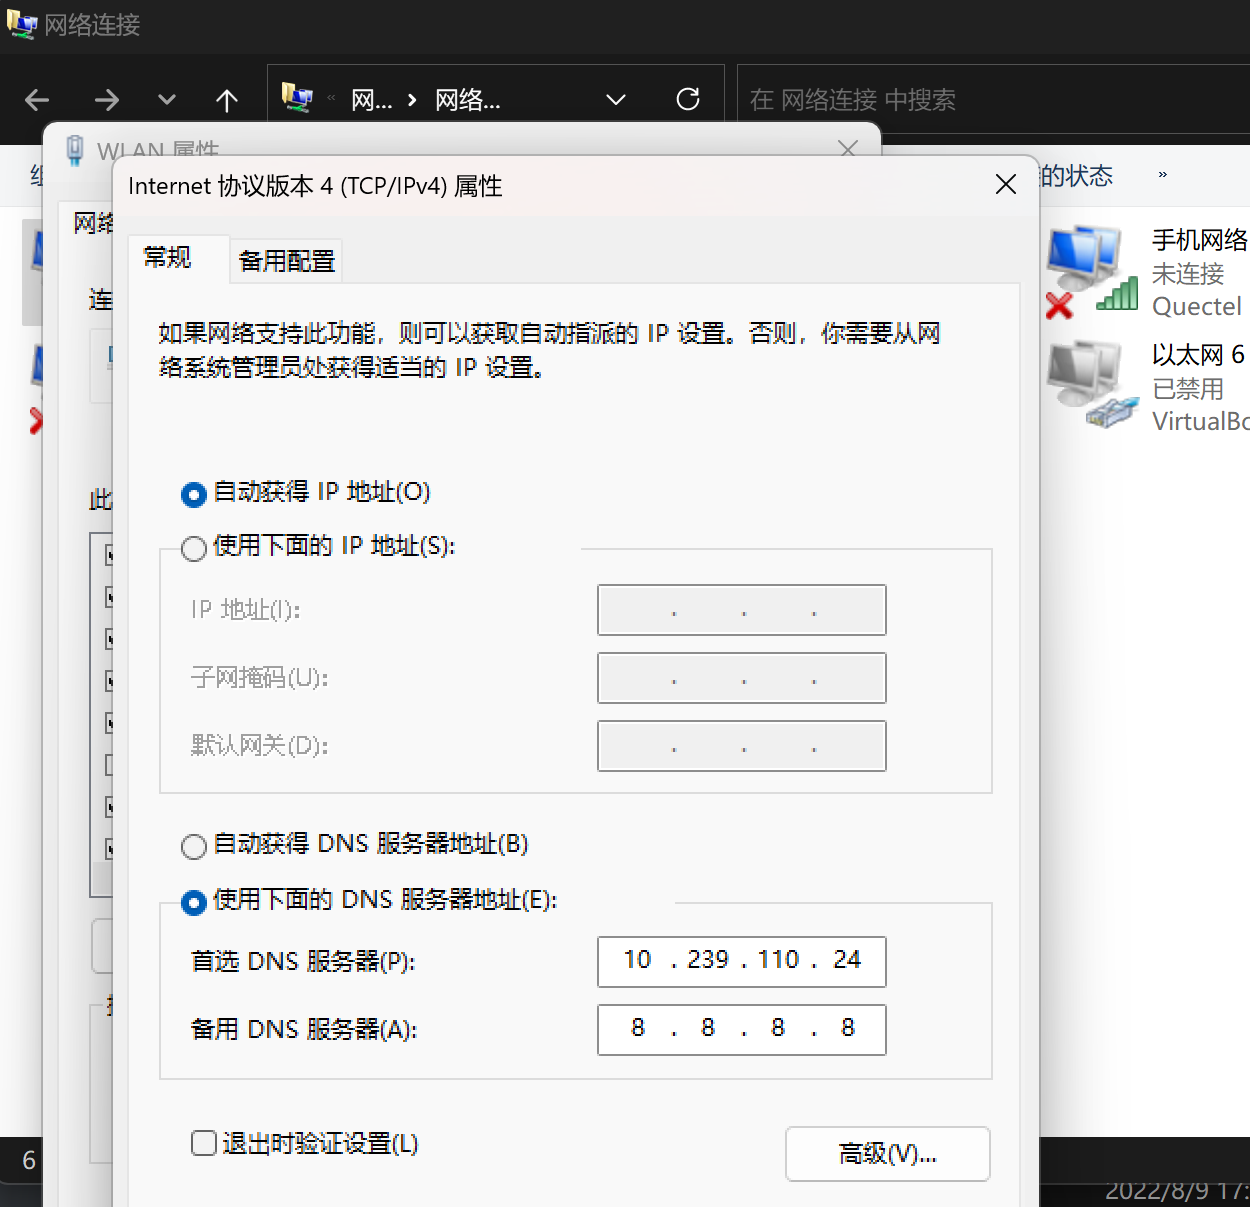 网络连接
« 网... › 网络...
在 网络连接 中搜索
WLAN 属性
的状态 »
Internet 协议版本 4 (TCP/IPv4) 属性
网络
常规
备用配置
如果网络支持此功能，则可以获取自动指派的 IP 设置。否则，你需要从网
络系统管理员处获得适当的 IP 设置。
自动获得 IP 地址(O)
使用下面的 IP 地址(S):
IP 地址(I):
. . .
子网掩码(U):
. . .
默认网关(D):
. . .
自动获得 DNS 服务器地址(B)
使用下面的 DNS 服务器地址(E):
首选 DNS 服务器(P):
10 . 239 . 110 . 24
备用 DNS 服务器(A):
8 . 8 . 8 . 8
退出时验证设置(L)
高级(V)...
手机网络
未连接
Quectel
以太网 6
已禁用
VirtualBo
6
2022/8/9 17: